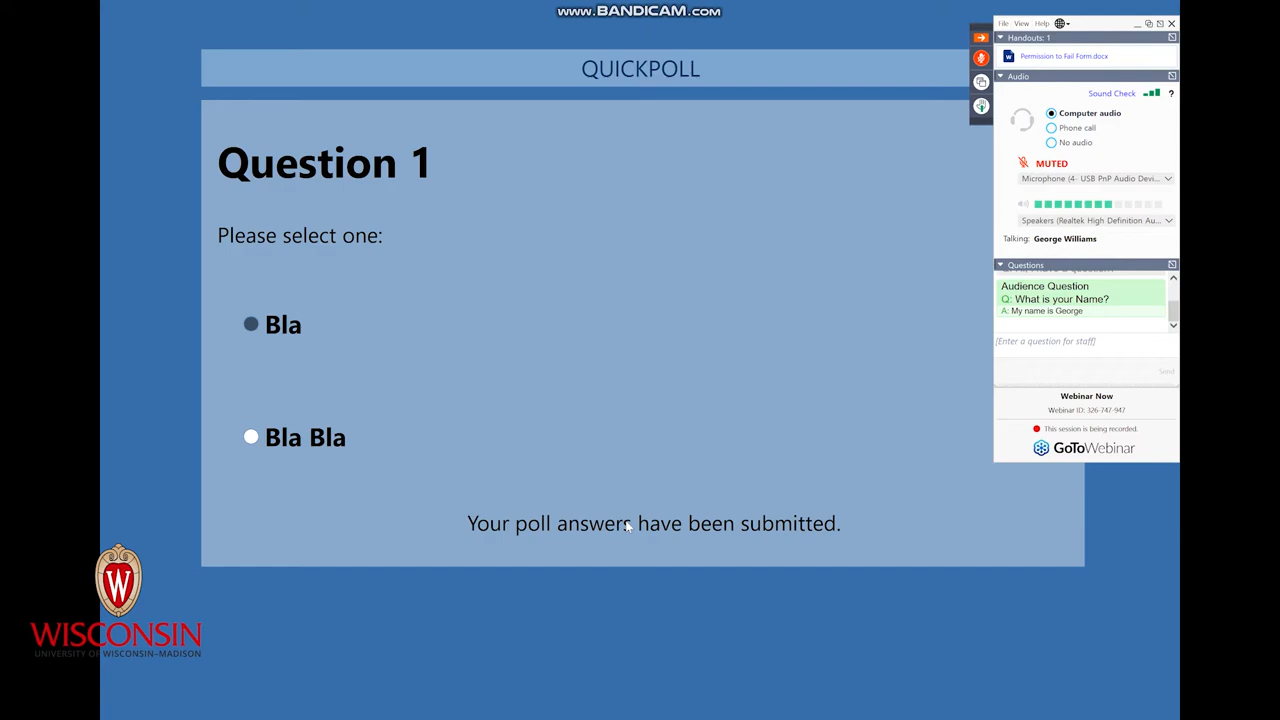 www.BANDICAM.com
QUICKPOLL
Question 1
Please select one:
Bla
Bla Bla
Your poll answers have been submitted.
W
WISCONSIN
UNIVERSITY OF WISCONSIN–MADISON
File View Help
Handouts: 1
W
Permission to Fail Form.docx
Audio
Sound Check ?
Computer audio
Phone call
No audio
MUTED
Microphone (4- USB PnP Audio Devi...
Speakers (Realtek High Definition Au...
Talking: George Williams
Questions
Audience Question
Q: What is your Name?
A: My name is George
[Enter a question for staff]
Send
Webinar Now
Webinar ID: 326-747-947
This session is being recorded.
GoToWebinar